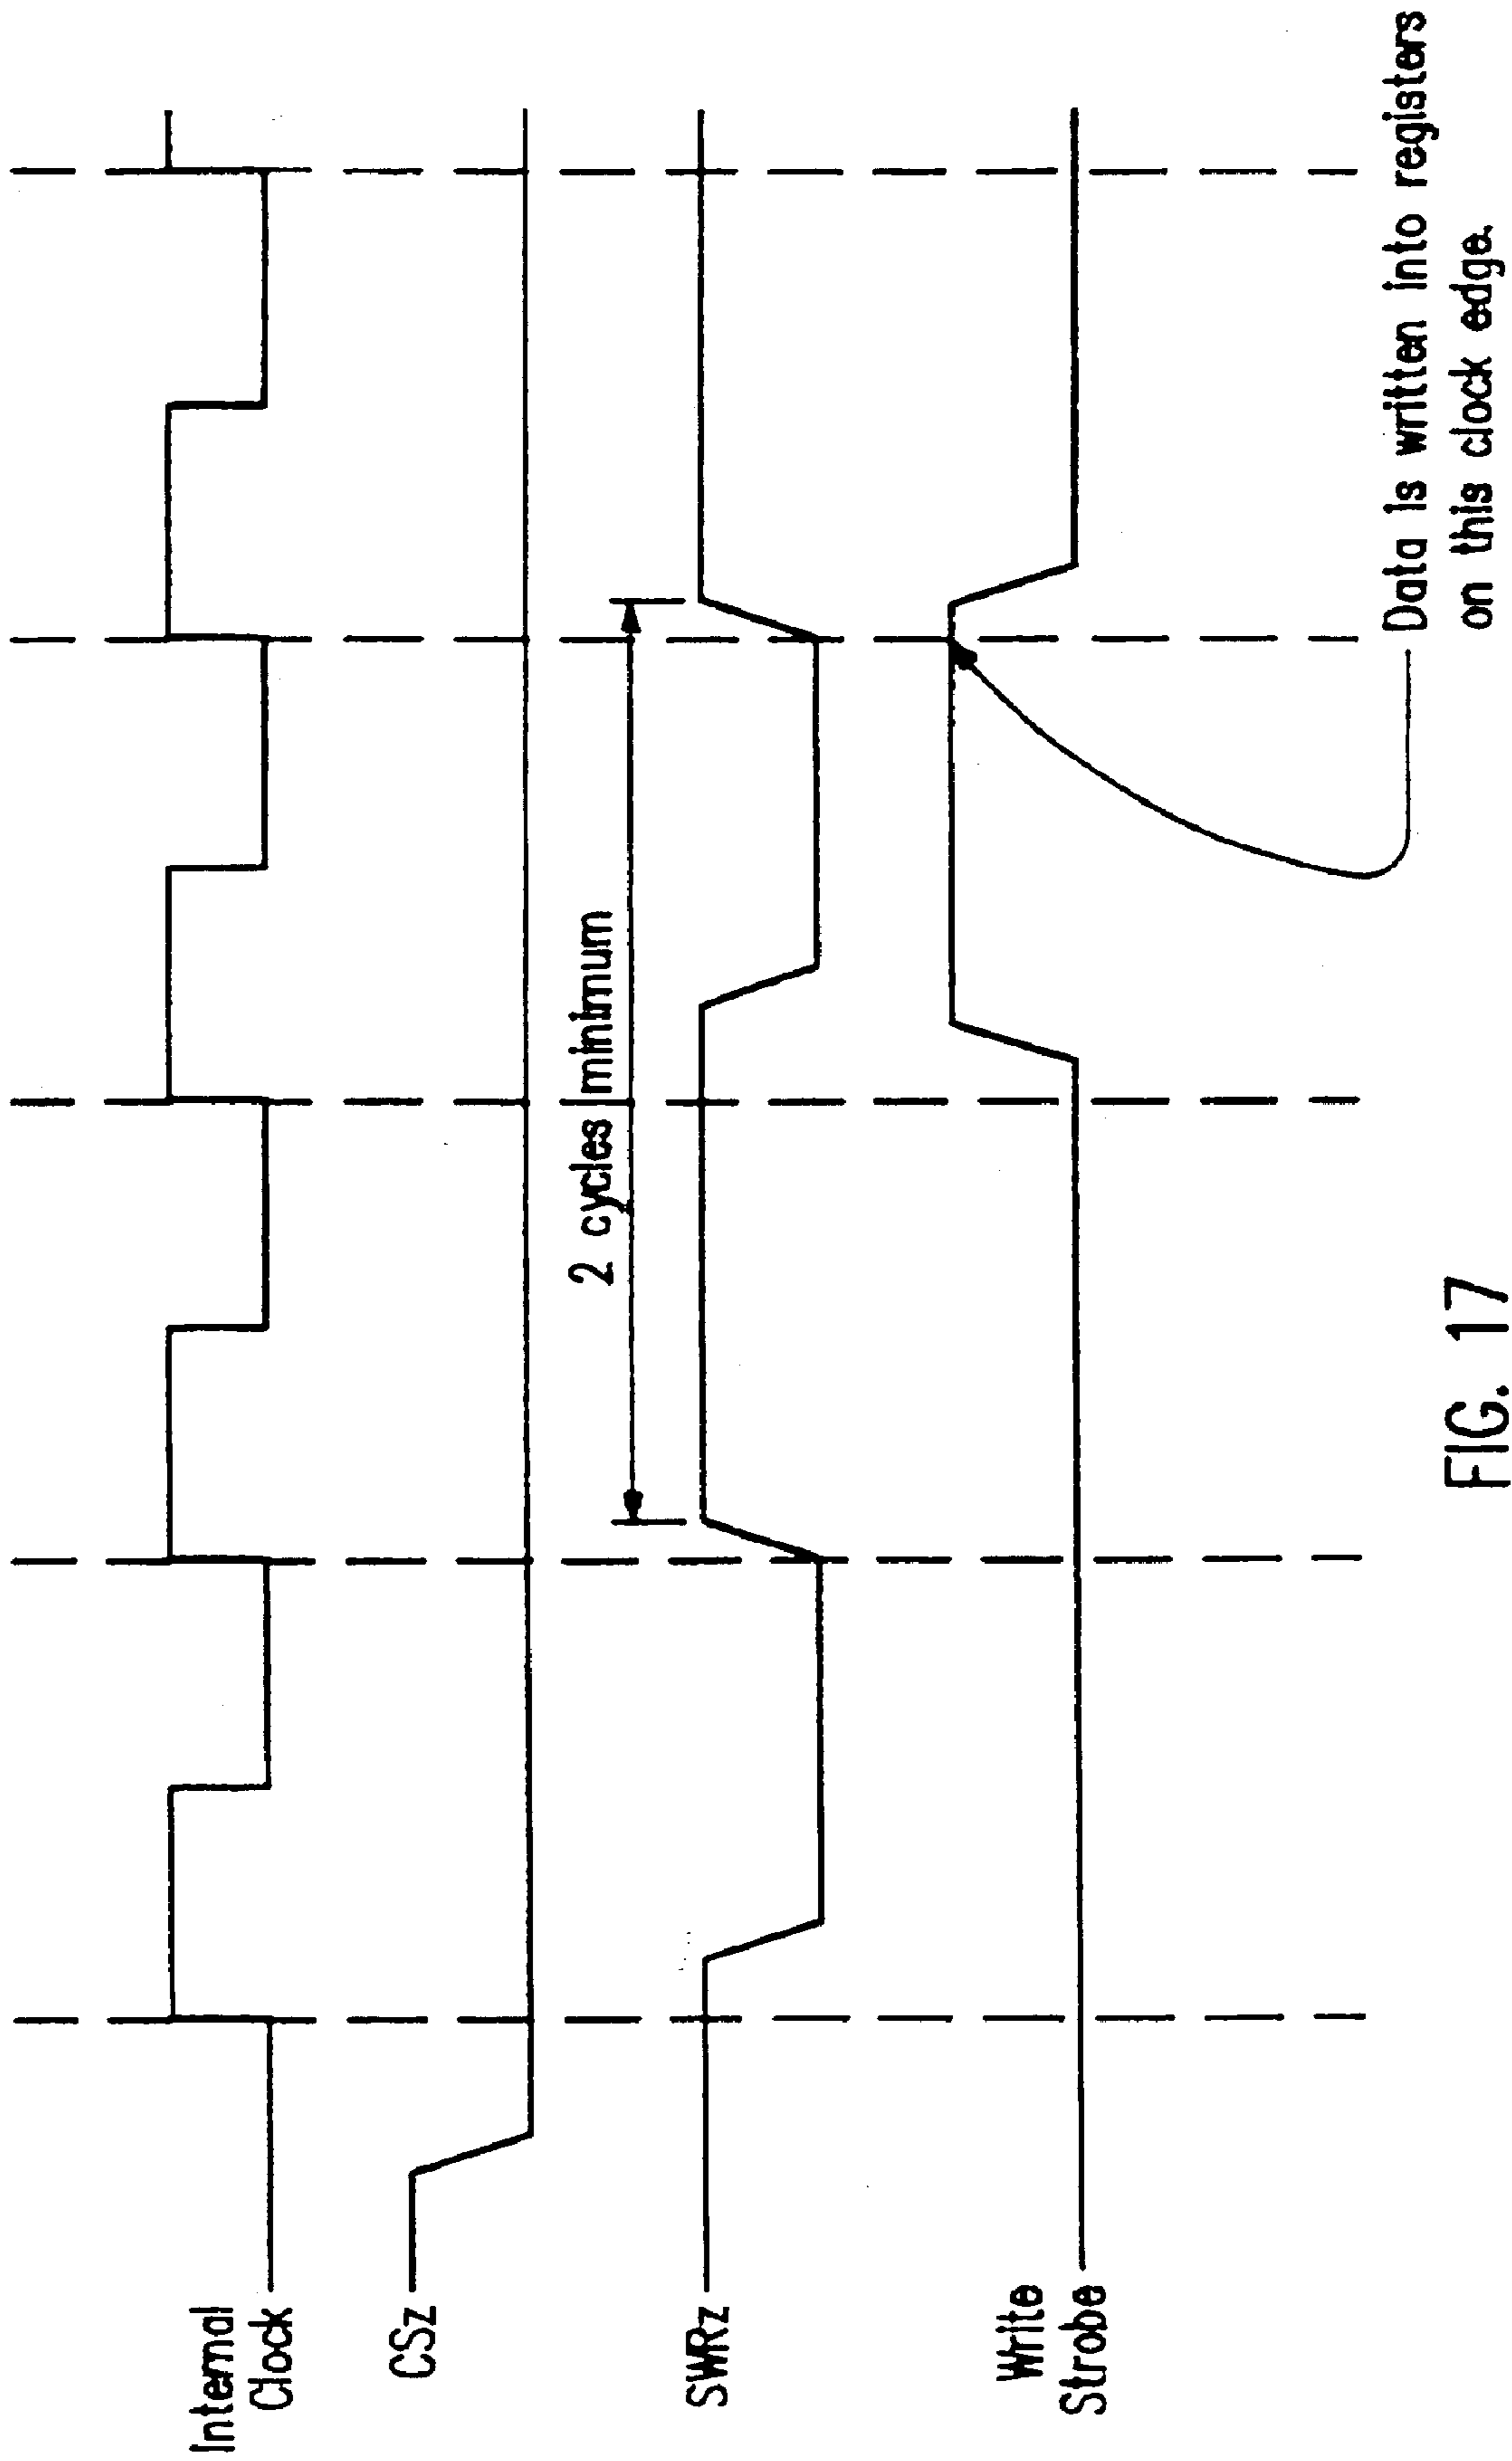 Internal
Clock
CSz
2 cycles minimum
SWRz
Write
Strobe
Data is written into registers
on this clock edge.
FIG. 17